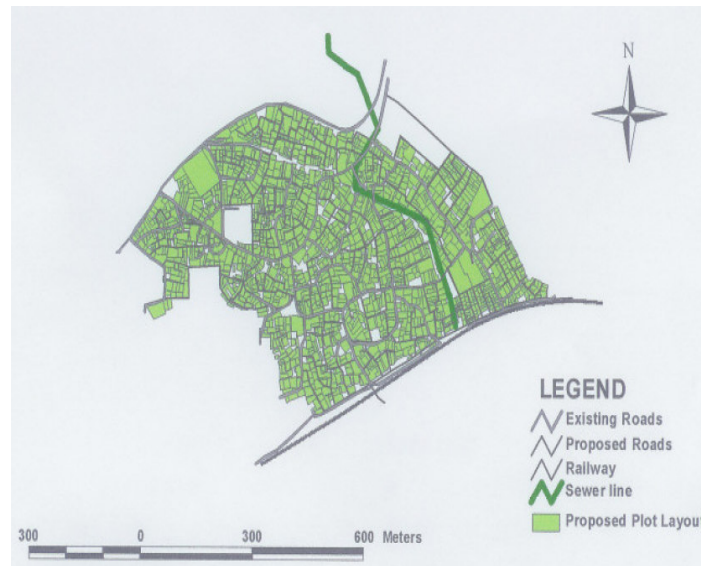 N
LEGEND
Existing Roads
Proposed Roads
Railway
Sewer line
Proposed Plot Layout
300 0 300 600 Meters